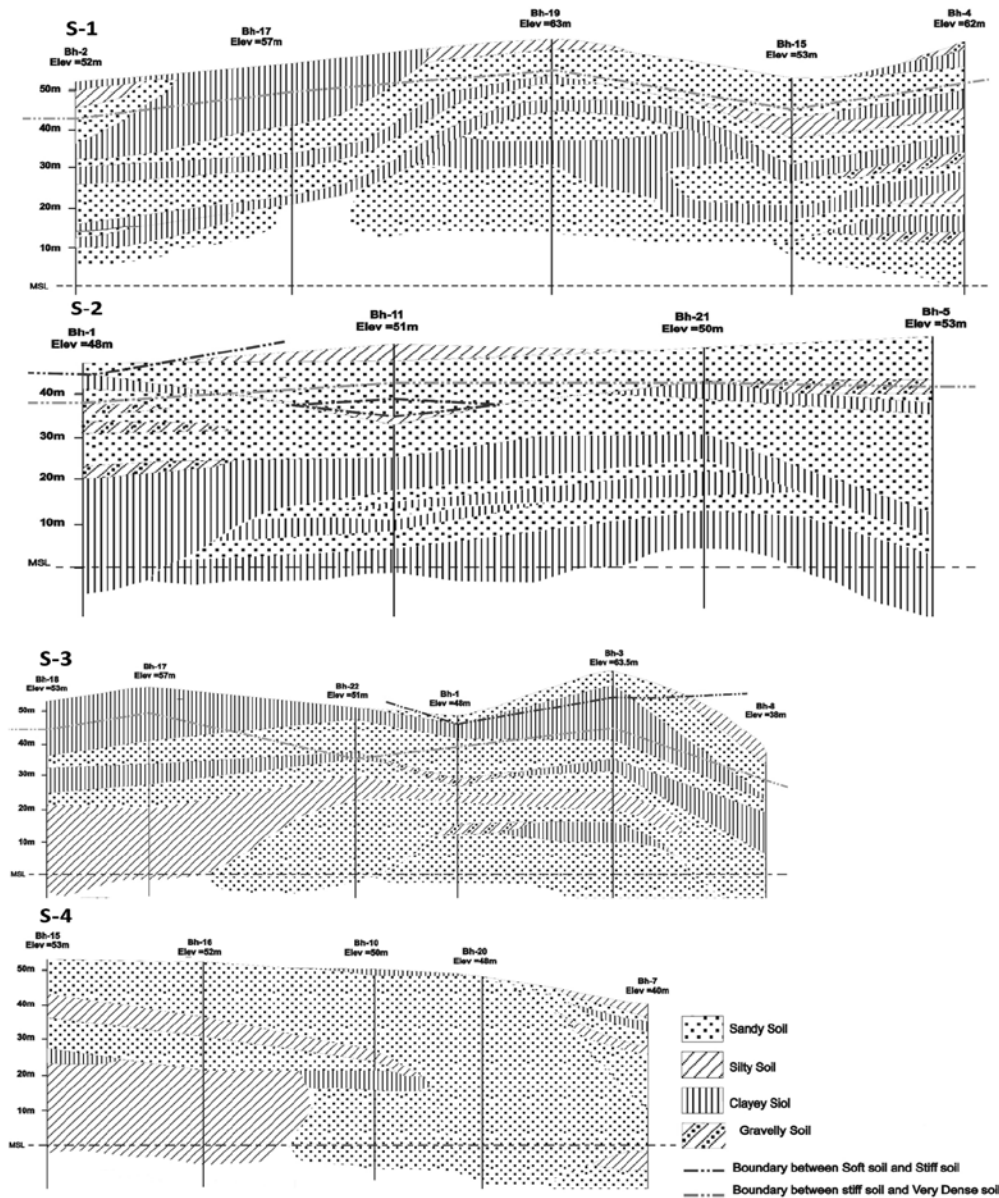 S-1
Bh-2
Elev =52m
Bh-17
Elev =57m
Bh-19
Elev =63m
Bh-15
Elev =53m
Bh-4
Elev =62m
50m
40m
30m
20m
10m
MSL
S-2
Bh-1
Elev =48m
Bh-11
Elev =51m
Bh-21
Elev =50m
Bh-5
Elev =53m
40m
30m
20m
10m
MSL
S-3
Bh-18
Elev =53m
Bh-17
Elev =57m
Bh-22
Elev =51m
Bh-1
Elev =48m
Bh-3
Elev =63.5m
Bh-8
Elev =38m
50m
40m
30m
20m
10m
MSL
S-4
Bh-15
Elev =53m
Bh-16
Elev =52m
Bh-10
Elev =50m
Bh-20
Elev =48m
Bh-7
Elev =40m
50m
40m
30m
20m
10m
MSL
Sandy Soil
Silty Soil
Clayey Siol
Gravelly Soil
Boundary between Soft soil and Stiff soil
Boundary between stiff soil and Very Dense soil